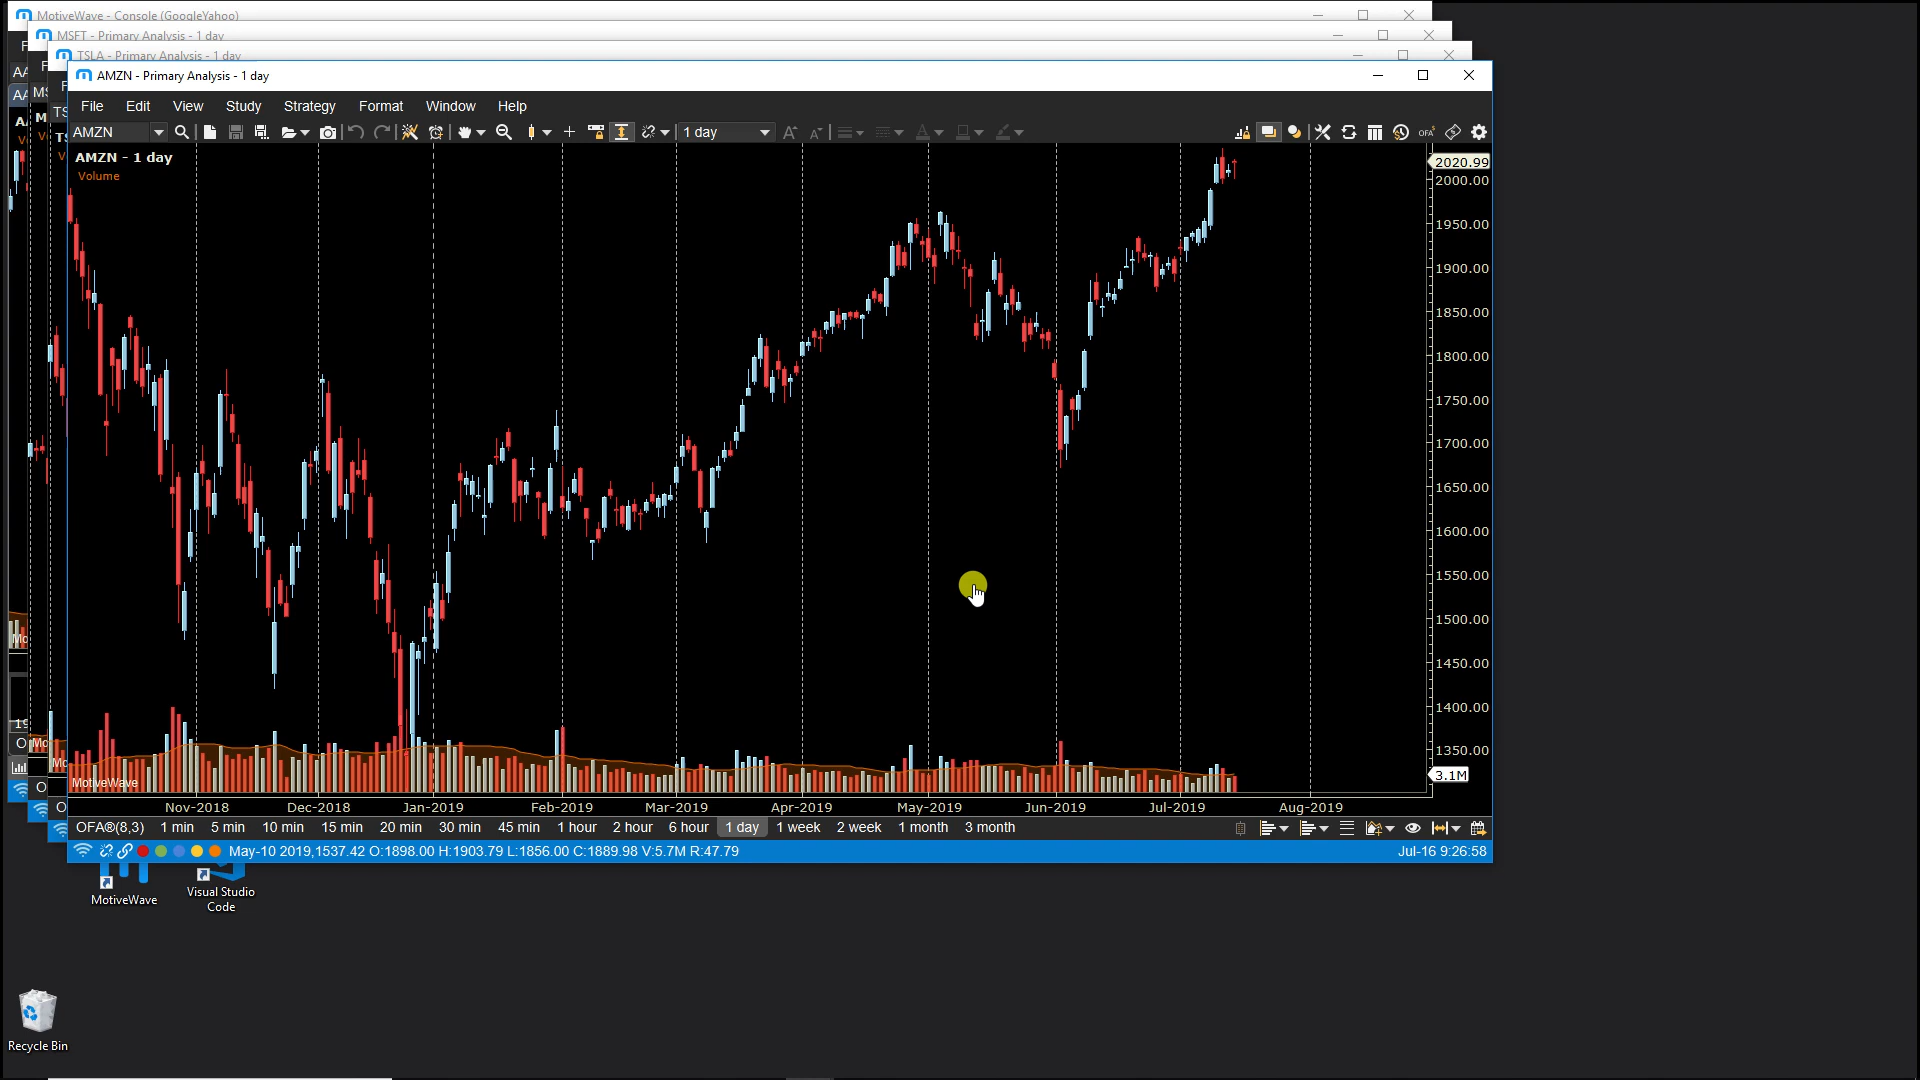 MotiveWave - Console (GoogleYahoo)
MSFT - Primary Analysis - 1 day
TSLA - Primary Analysis - 1 day
AMZN - Primary Analysis - 1 day
File Edit View Study Strategy Format Window Help
AMZN
1 day
OFA
AMZN - 1 day
Volume
2020.99
2000.00
1950.00
1900.00
1850.00
1800.00
1750.00
1700.00
1650.00
1600.00
1550.00
1500.00
1450.00
1400.00
1350.00
3.1M
MotiveWave
Nov-2018 Dec-2018 Jan-2019 Feb-2019 Mar-2019 Apr-2019 May-2019 Jun-2019 Jul-2019 Aug-2019
OFA®(8,3) 1 min 5 min 10 min 15 min 20 min 30 min 45 min 1 hour 2 hour 6 hour 1 day 1 week 2 week 1 month 3 month
May-10 2019,1537.42 O:1898.00 H:1903.79 L:1856.00 C:1889.98 V:5.7M R:47.79
Jul-16 9:26:58
MotiveWave
Visual Studio
Code
Recycle Bin